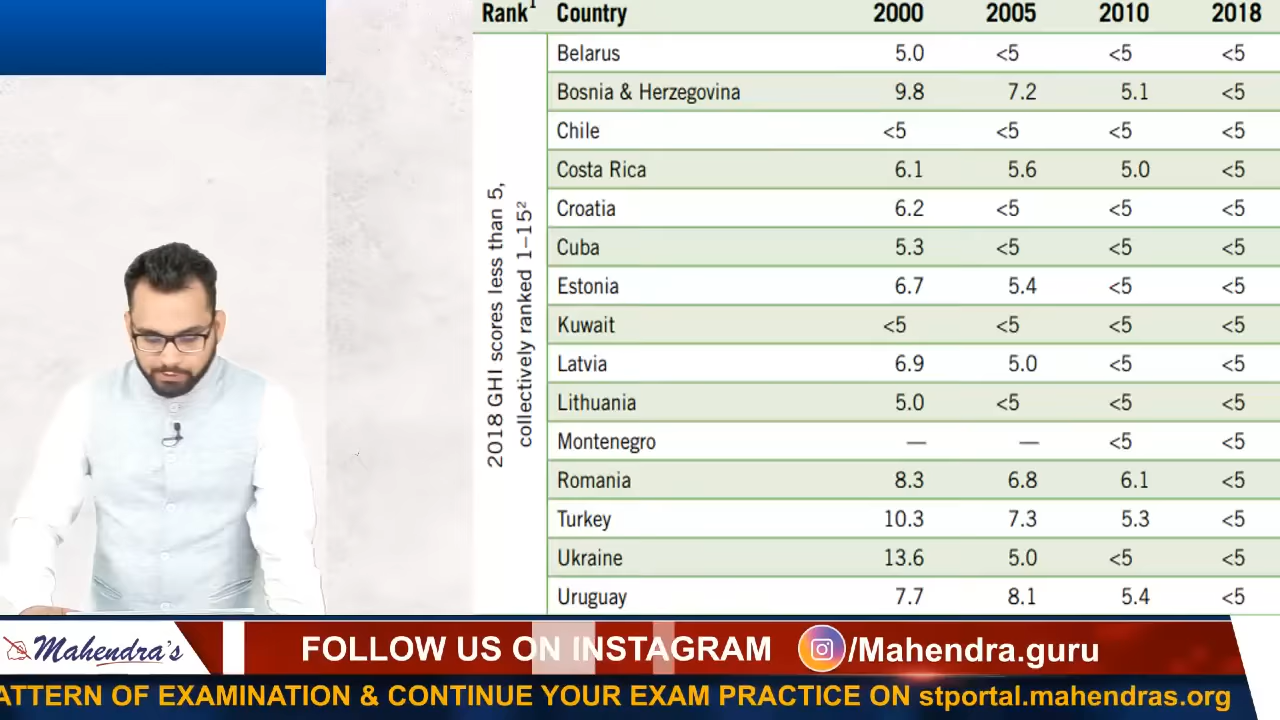 Rank¹ Country 2000 2005 2010 2018
2018 GHI scores less than 5,
collectively ranked 1–15²
Belarus 5.0 <5 <5 <5
Bosnia & Herzegovina 9.8 7.2 5.1 <5
Chile <5 <5 <5 <5
Costa Rica 6.1 5.6 5.0 <5
Croatia 6.2 <5 <5 <5
Cuba 5.3 <5 <5 <5
Estonia 6.7 5.4 <5 <5
Kuwait <5 <5 <5 <5
Latvia 6.9 5.0 <5 <5
Lithuania 5.0 <5 <5 <5
Montenegro — — <5 <5
Romania 8.3 6.8 6.1 <5
Turkey 10.3 7.3 5.3 <5
Ukraine 13.6 5.0 <5 <5
Uruguay 7.7 8.1 5.4 <5
Mahendra's
FOLLOW US ON INSTAGRAM /Mahendra.guru
ATTERN OF EXAMINATION & CONTINUE YOUR EXAM PRACTICE ON stportal.mahendras.org